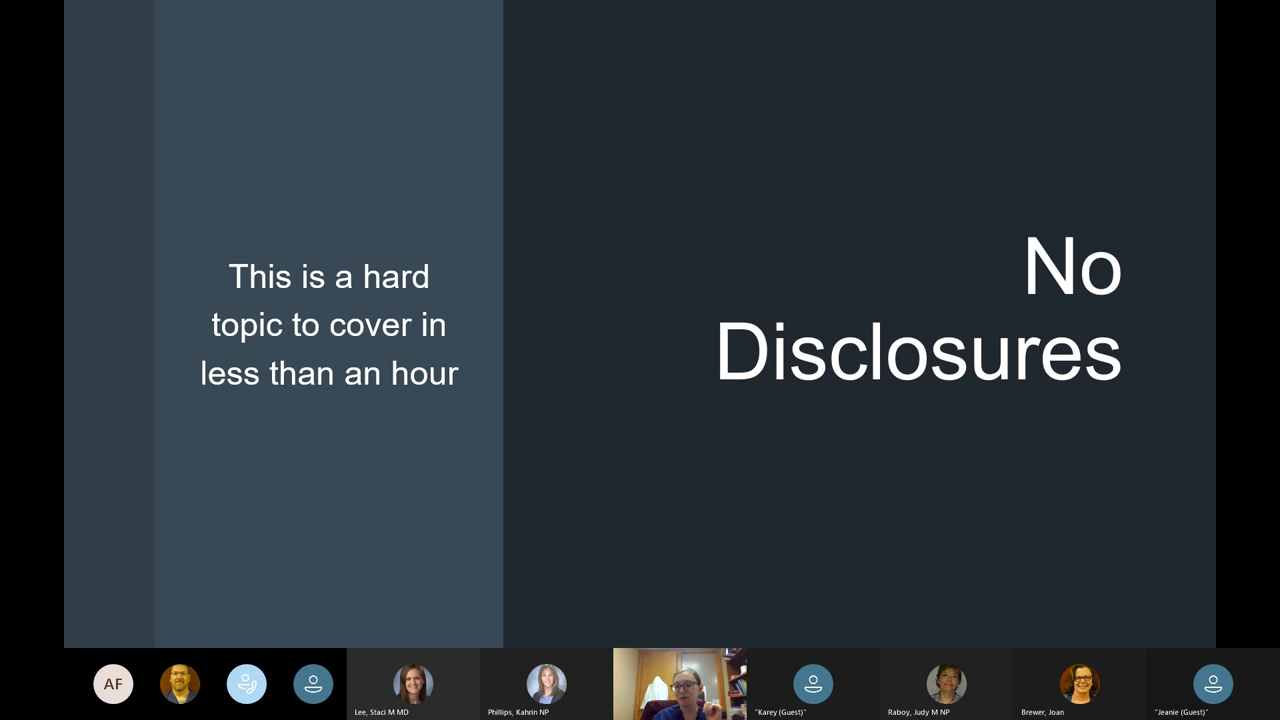 This is a hard
topic to cover in
less than an hour
No
Disclosures
AF
Lee, Staci M MD
Phillips, Kahrin NP
"Karey (Guest)"
Raboy, Judy M NP
Brewer, Joan
"Jeanie (Guest)"